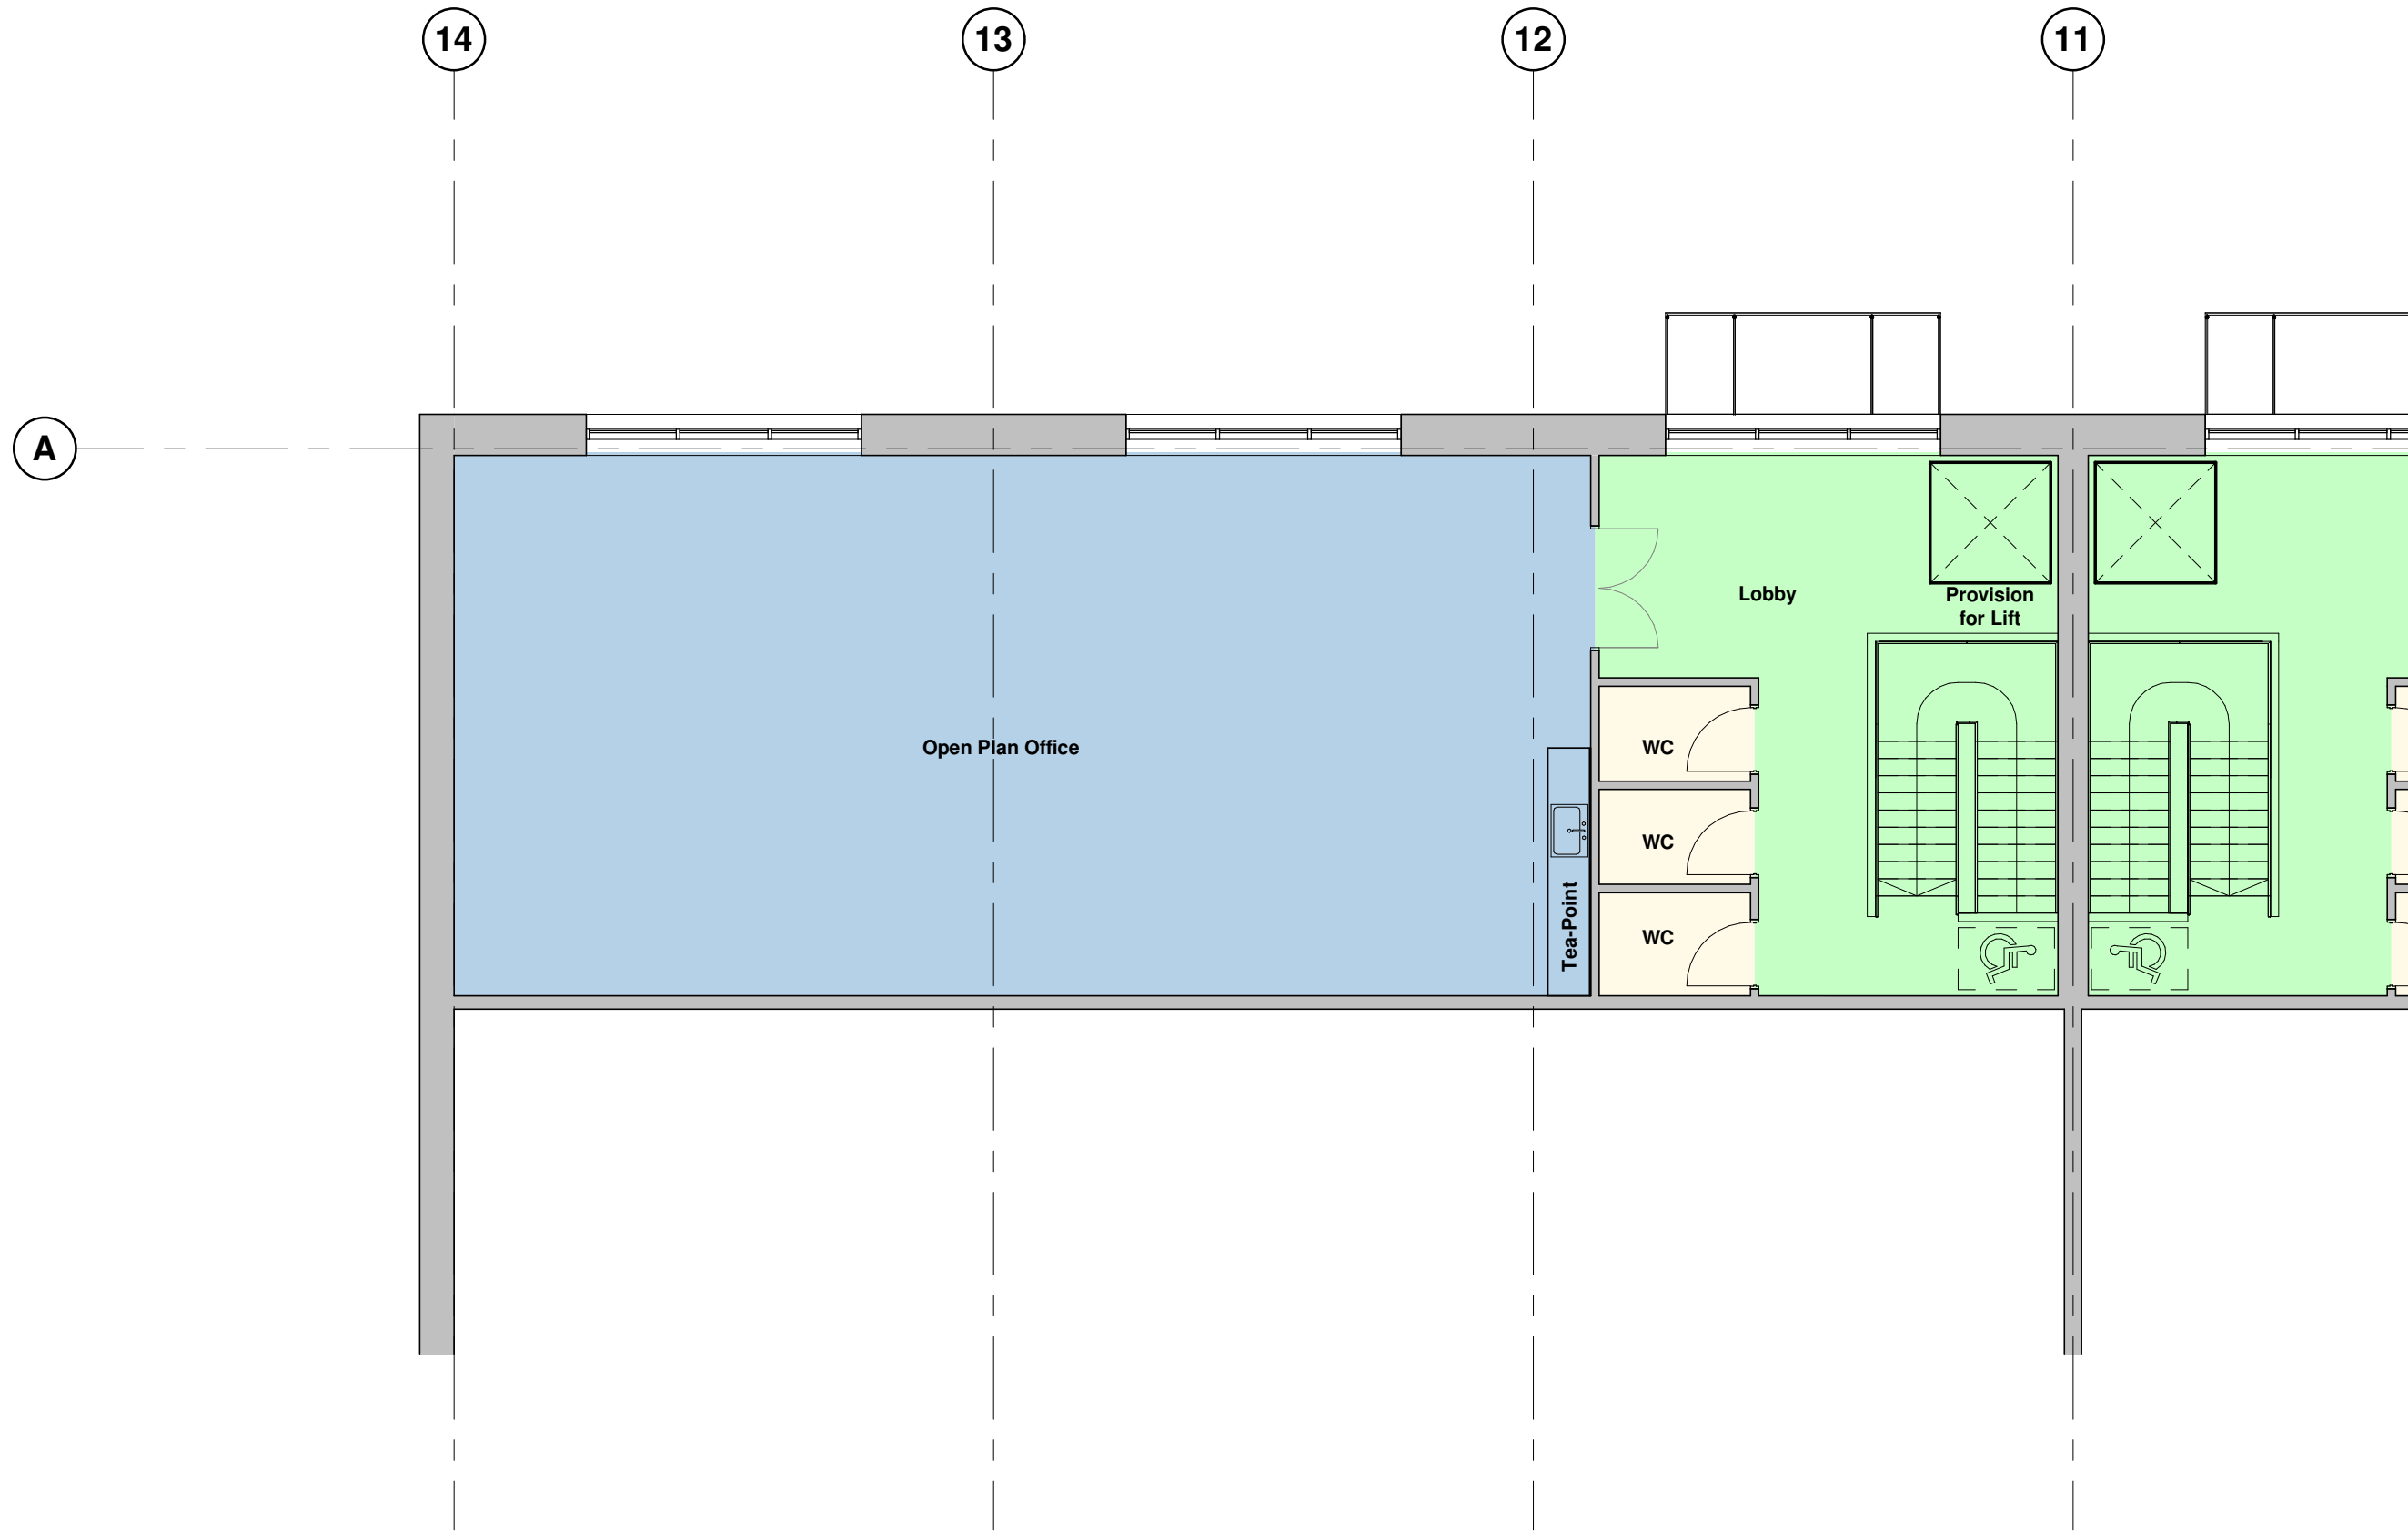 14
13
12
11
A
Lobby
Provision
for Lift
Open Plan Office
WC
WC
Tea-Point
WC